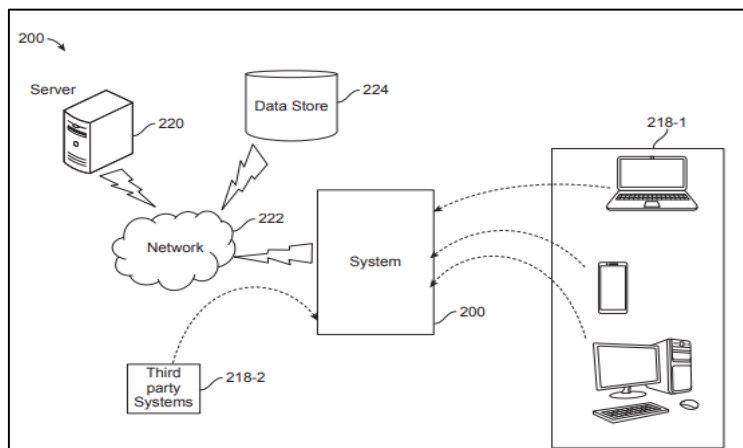 200
Server
220
Data Store
224
218-1
222
Network
System
200
Third
party
Systems
218-2